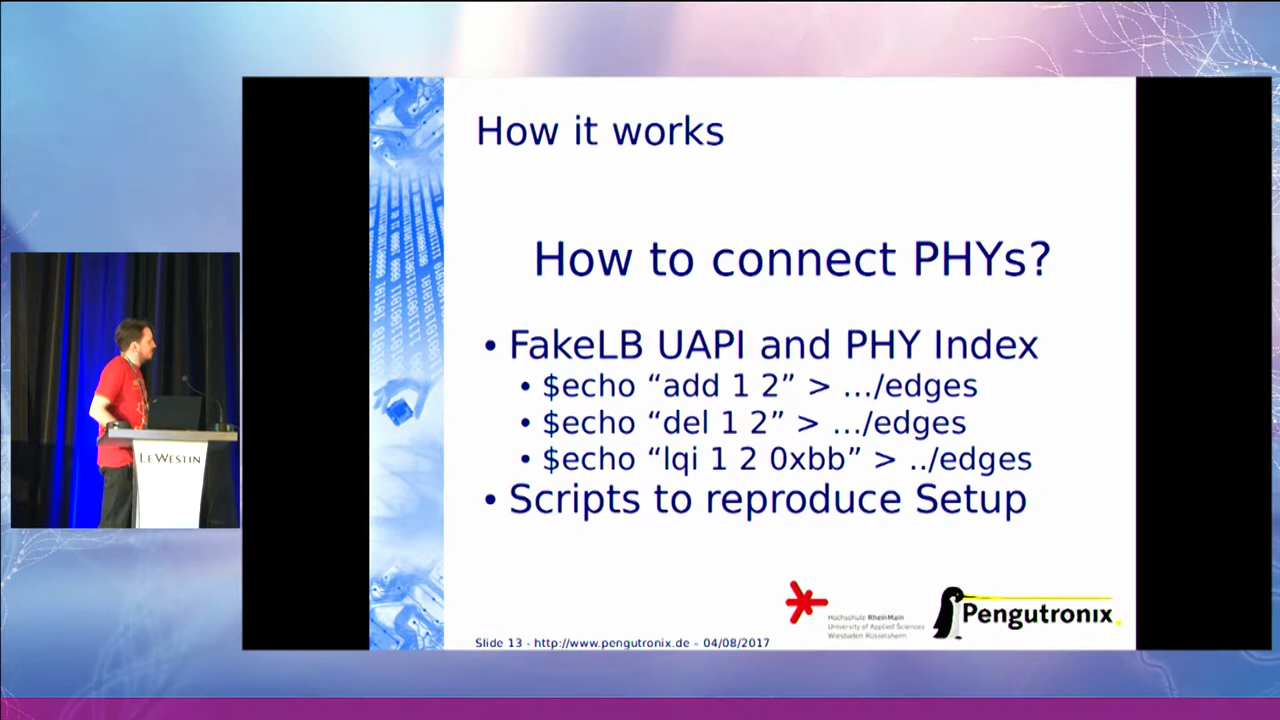 How it works
How to connect PHYs?
• FakeLB UAPI and PHY Index
• $echo “add 1 2” > .../edges
• $echo “del 1 2” > .../edges
• $echo “lqi 1 2 0xbb” > ../edges
• Scripts to reproduce Setup
LE WESTIN
Hochschule RheinMain
University of Applied Sciences
Wiesbaden Rüsselsheim
Pengutronix.
Slide 13 - http://www.pengutronix.de – 04/08/2017